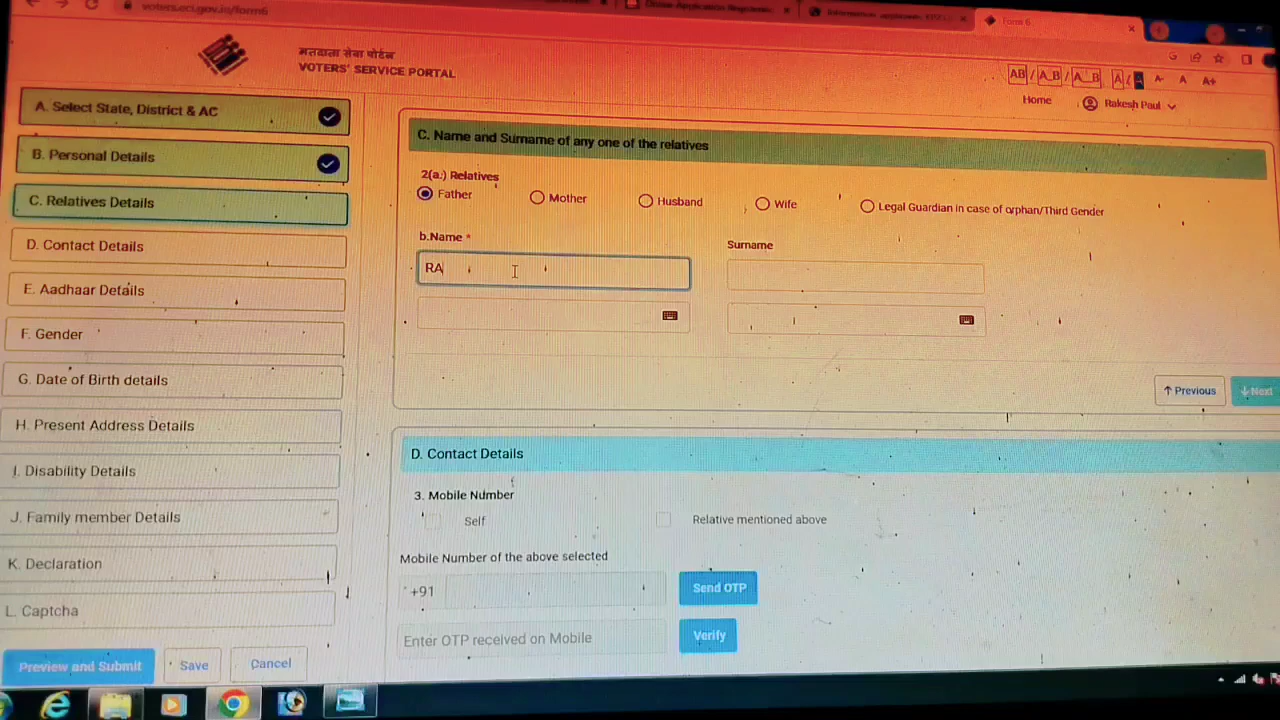 voters.eci.gov.in/form6
Form 6
मतदाता सेवा पोर्टल
VOTERS' SERVICE PORTAL
AB / A_B / A__B
A
A- A A+
Home
Rakesh Paul
A. Select State, District & AC
B. Personal Details
C. Relatives Details
D. Contact Details
E. Aadhaar Details
F. Gender
G. Date of Birth details
H. Present Address Details
I. Disability Details
J. Family member Details
K. Declaration
L. Captcha
Preview and Submit Save Cancel
C. Name and Surname of any one of the relatives
2(a.) Relatives
Father Mother Husband Wife Legal Guardian in case of orphan/Third Gender
b.Name * Surname
RA
Previous Next
D. Contact Details
3. Mobile Number
Self Relative mentioned above
Mobile Number of the above selected
+91 Send OTP
Enter OTP received on Mobile Verify